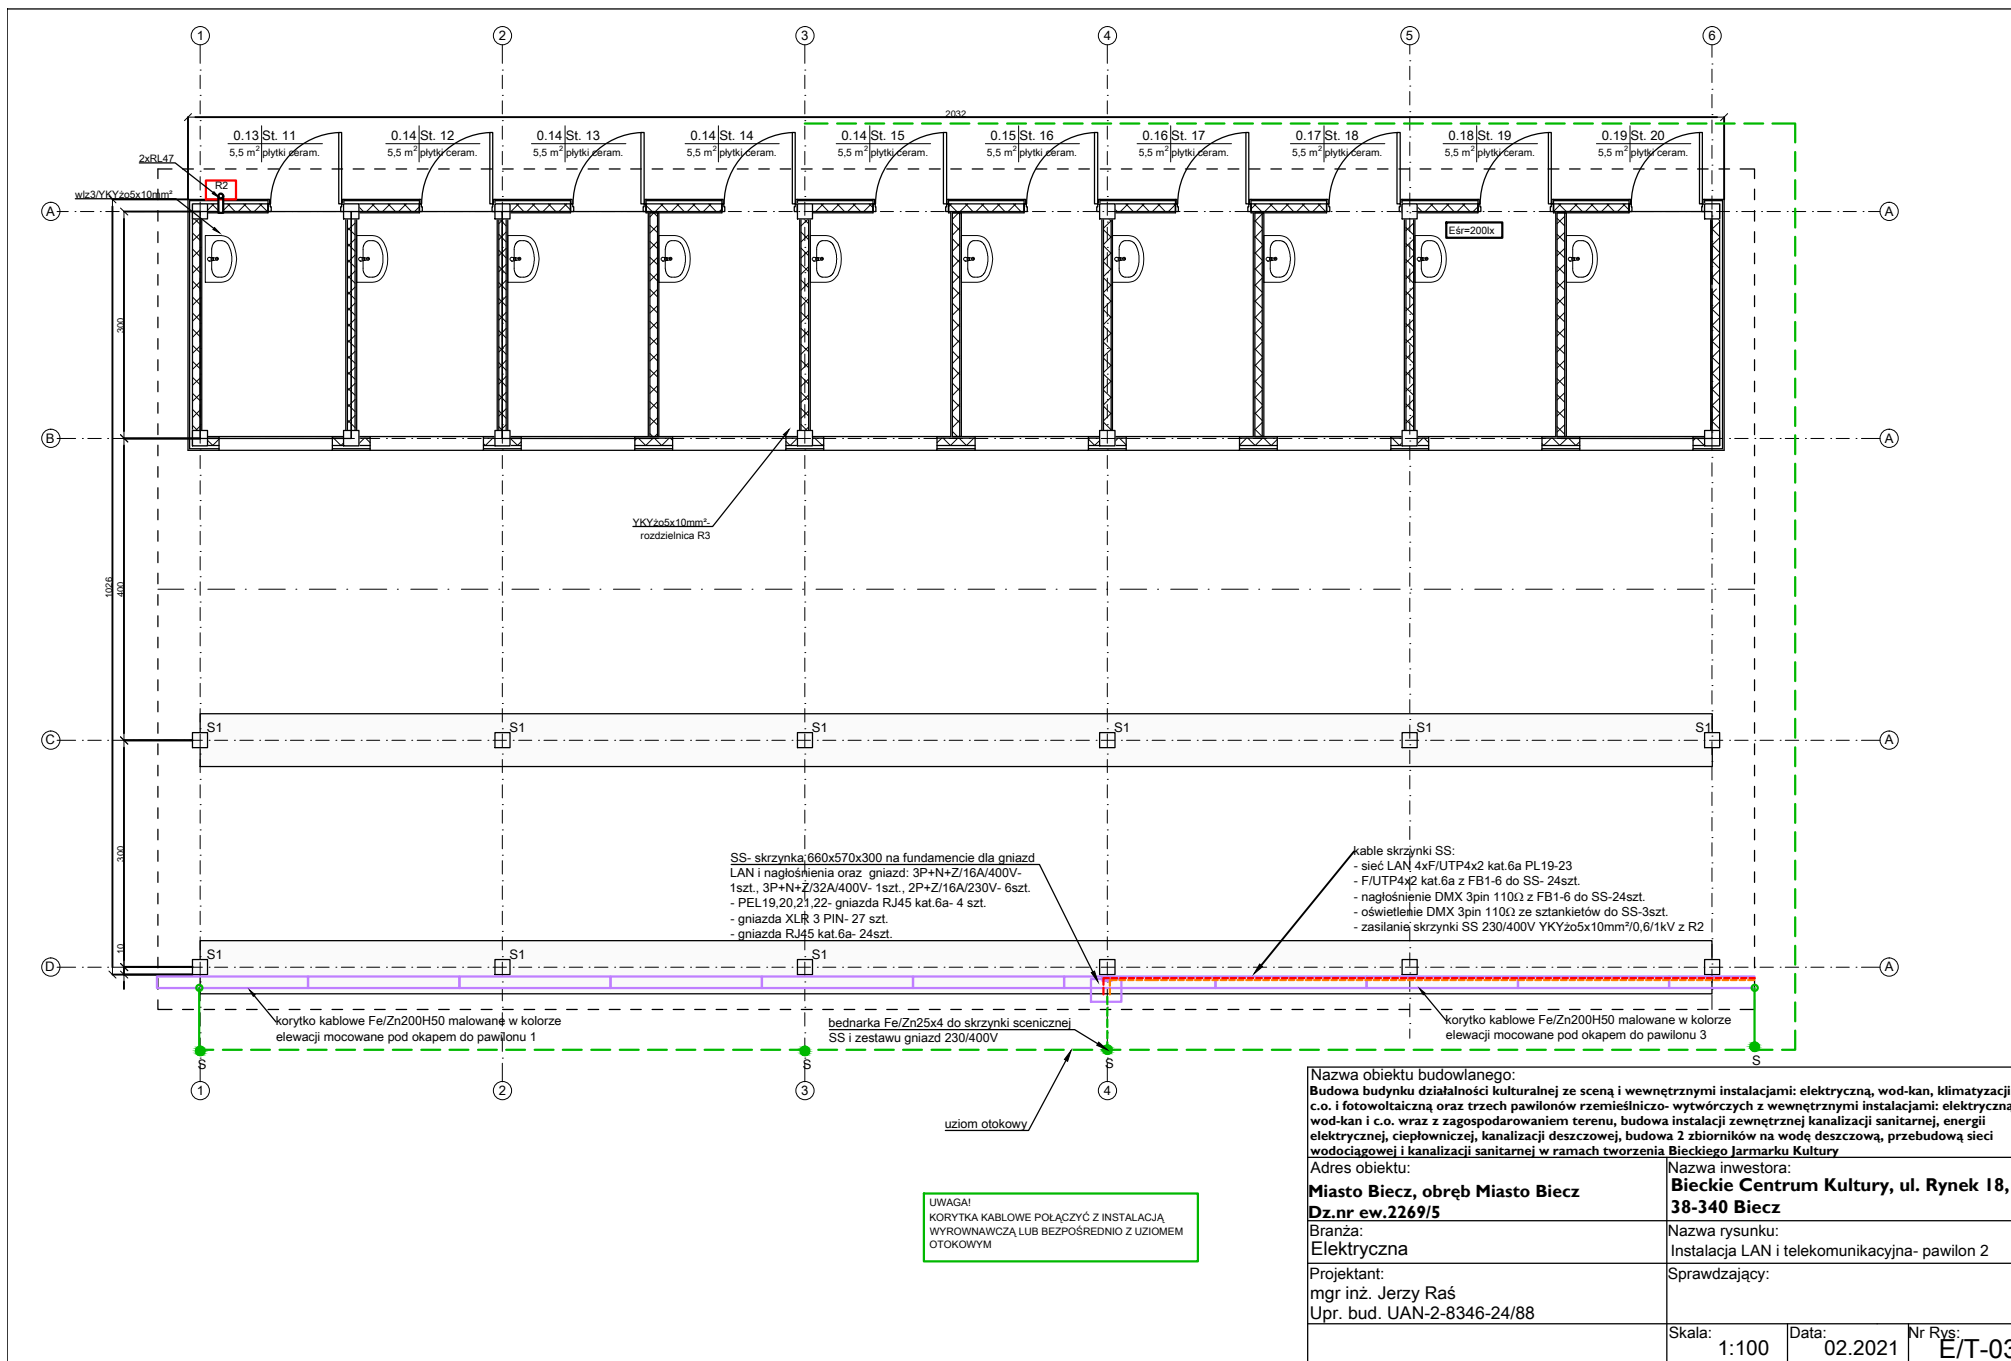 1 2 3 4 5 6
2032
0.13 St. 11
5,5 m² płytki ceram.
0.14 St. 12
5,5 m² płytki ceram.
0.14 St. 13
5,5 m² płytki ceram.
0.14 St. 14
5,5 m² płytki ceram.
0.14 St. 15
5,5 m² płytki ceram.
0.15 St. 16
5,5 m² płytki ceram.
0.16 St. 17
5,5 m² płytki ceram.
0.17 St. 18
5,5 m² płytki ceram.
0.18 St. 19
5,5 m² płytki ceram.
0.19 St. 20
5,5 m² płytki ceram.
2xRL47
R2
wlz3/YKYżo5x10mm²
A A
Eśr=200lx
300
B A
YKYżo5x10mm²-
rozdzielnica R3
1026
400
S1 S1 S1 S1 S1 S1
C A
300
SS- skrzynka 660x570x300 na fundamencie dla gniazd
LAN i nagłośnienia oraz gniazd: 3P+N+Z/16A/400V-
1szt., 3P+N+Z/32A/400V- 1szt., 2P+Z/16A/230V- 6szt.
- PEL19,20,21,22- gniazda RJ45 kat.6a- 4 szt.
- gniazda XLR 3 PIN- 27 szt.
- gniazda RJ45 kat.6a- 24szt.
kable skrzynki SS:
- sieć LAN 4xF/UTP4x2 kat.6a PL19-23
- F/UTP4x2 kat.6a z FB1-6 do SS- 24szt.
- nagłośnienie DMX 3pin 110Ω z FB1-6 do SS-24szt.
- oświetlenie DMX 3pin 110Ω ze sztankietów do SS-3szt.
- zasilanie skrzynki SS 230/400V YKYżo5x10mm²/0,6/1kV z R2
10
S1 S1 S1
D A
korytko kablowe Fe/Zn200H50 malowane w kolorze
elewacji mocowane pod okapem do pawilonu 1
bednarka Fe/Zn25x4 do skrzynki scenicznej
SS i zestawu gniazd 230/400V
korytko kablowe Fe/Zn200H50 malowane w kolorze
elewacji mocowane pod okapem do pawilonu 3
S S S S
1 2 3 4
uziom otokowy
UWAGA!
KORYTKA KABLOWE POŁĄCZYĆ Z INSTALACJĄ
WYROWNAWCZĄ LUB BEZPOŚREDNIO Z UZIOMEM
OTOKOWYM
Nazwa obiektu budowlanego:
Budowa budynku działalności kulturalnej ze sceną i wewnętrznymi instalacjami: elektryczną, wod-kan, klimatyzacji
c.o. i fotowoltaiczną oraz trzech pawilonów rzemieślniczo- wytwórczych z wewnętrznymi instalacjami: elektryczną
wod-kan i c.o. wraz z zagospodarowaniem terenu, budowa instalacji zewnętrznej kanalizacji sanitarnej, energii
elektrycznej, ciepłowniczej, kanalizacji deszczowej, budowa 2 zbiorników na wodę deszczową, przebudową sieci
wodociągowej i kanalizacji sanitarnej w ramach tworzenia Bieckiego Jarmarku Kultury
Adres obiektu:
Miasto Biecz, obręb Miasto Biecz
Dz.nr ew.2269/5
Nazwa inwestora:
Bieckie Centrum Kultury, ul. Rynek 18,
38-340 Biecz
Branża:
Elektryczna
Nazwa rysunku:
Instalacja LAN i telekomunikacyjna- pawilon 2
Projektant:
mgr inż. Jerzy Raś
Upr. bud. UAN-2-8346-24/88
Sprawdzający:
Skala:
1:100
Data:
02.2021
Nr Rys:
E/T-03